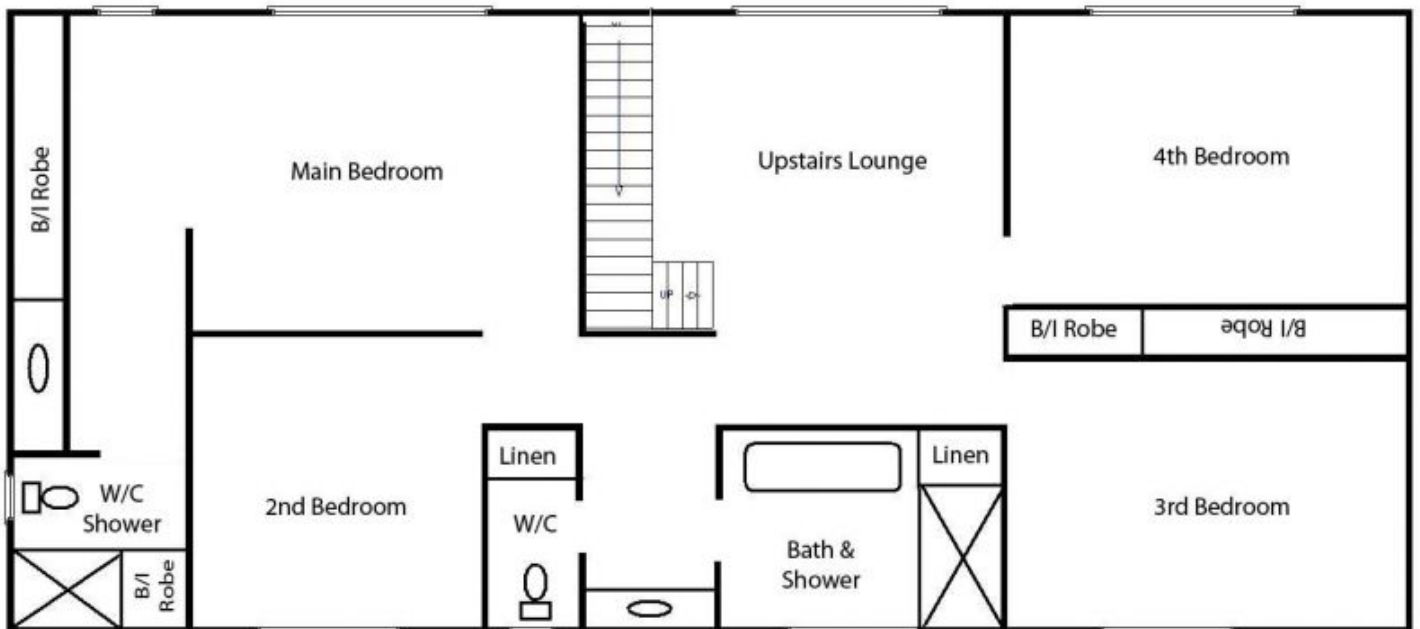 B/I Robe
Main Bedroom
Upstairs Lounge
4th Bedroom
UP
B/I Robe
B/I Robe
Linen
Linen
W/C
Shower
2nd Bedroom
W/C
Bath &
Shower
3rd Bedroom
B/I
Robe